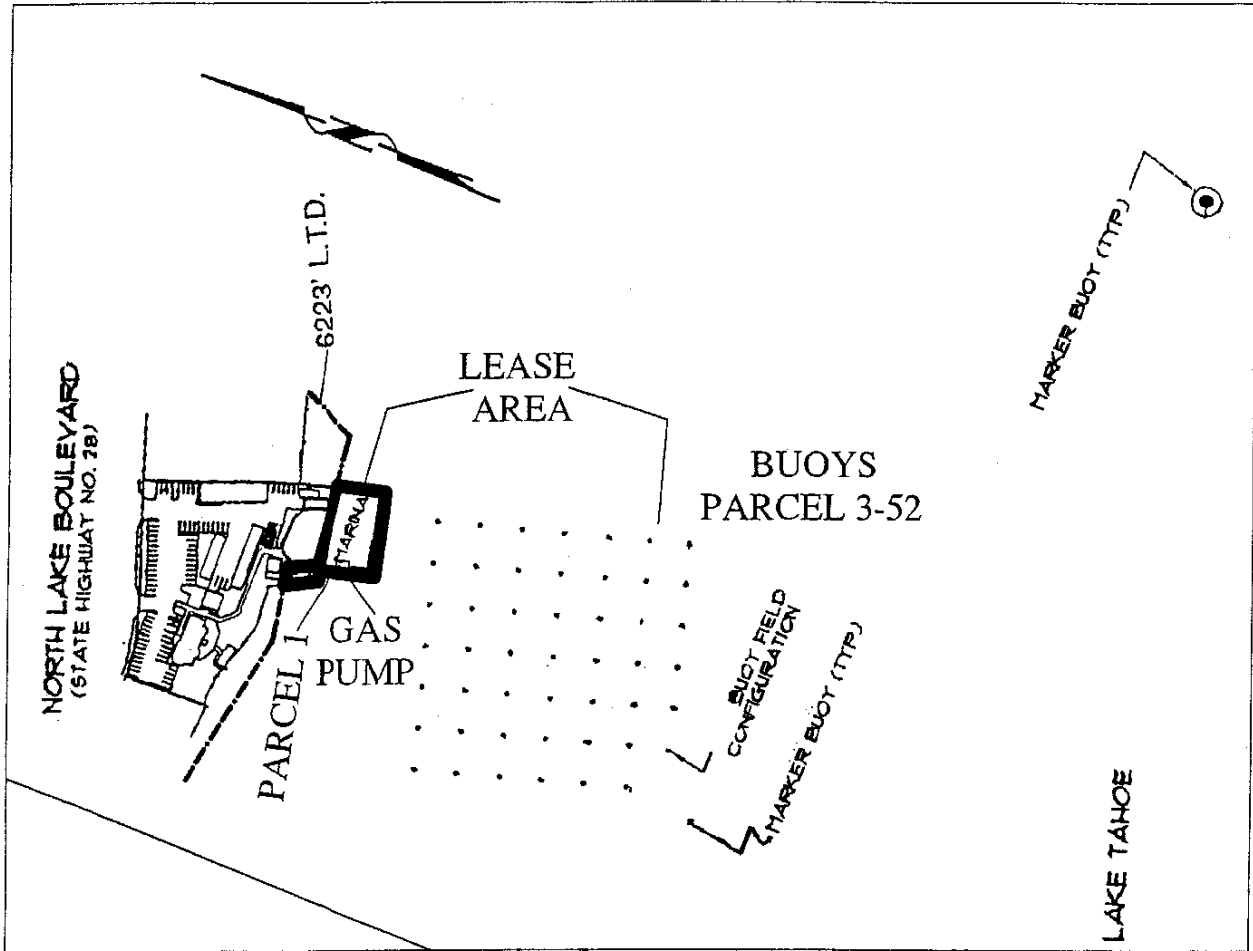 NORTH LAKE BOULEVARD
(STATE HIGHWAY NO. 28)
6223' L.T.D.
LEASE
AREA
MARINA
BUOYS
PARCEL 3-52
PARCEL 1
GAS
PUMP
BUOY FIELD
CONFIGURATION
MARKER BUOY (TYP.)
MARKER BUOY (TYP.)
LAKE TAHOE